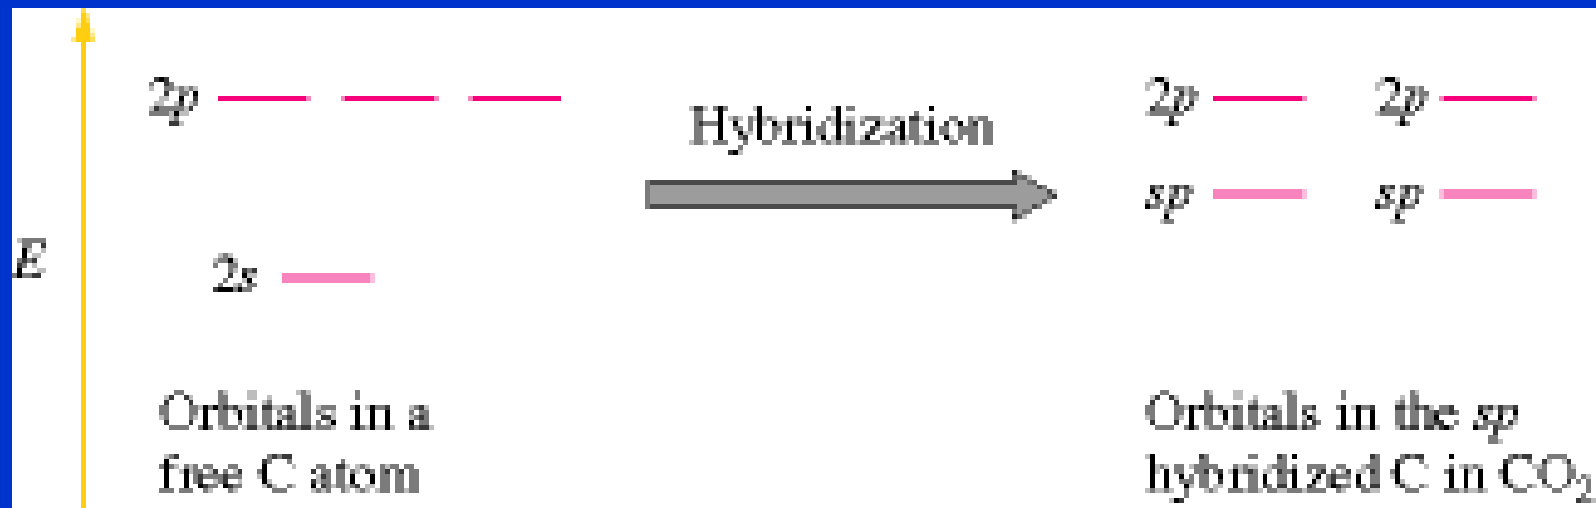 2p
Hybridization
2p 2p
sp sp
E
2s
Orbitals in a
free C atom
Orbitals in the sp
hybridized C in CO₂